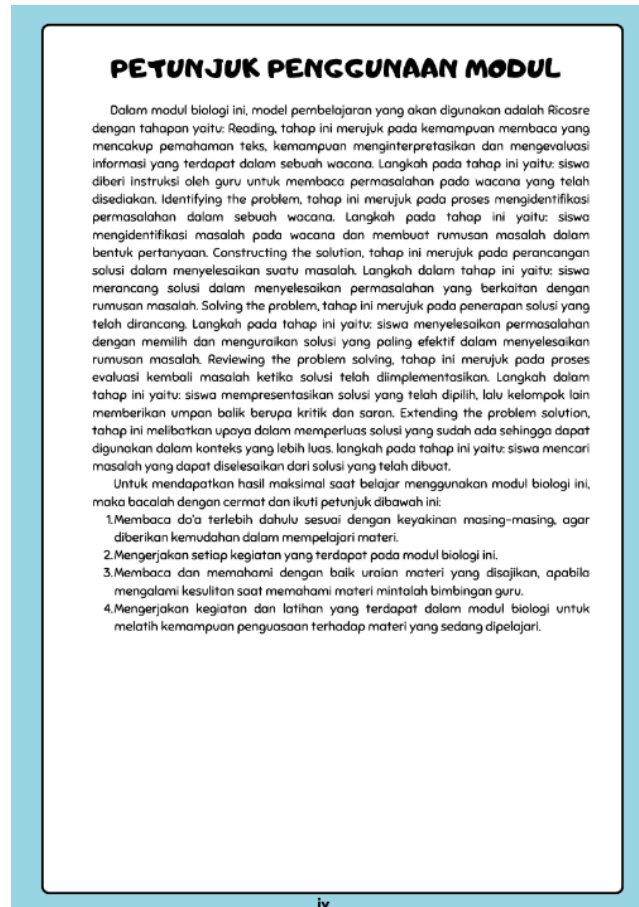 PETUNJUK PENGGUNAAN MODUL
Dalam modul biologi ini, model pembelajaran yang akan digunakan adalah Ricosre
dengan tahapan yaitu: Reading, tahap ini merujuk pada kemampuan membaca yang
mencakup pemahaman teks, kemampuan menginterpretasikan dan mengevaluasi
informasi yang terdapat dalam sebuah wacana. Langkah pada tahap ini yaitu: siswa
diberi instruksi oleh guru untuk membaca permasalahan pada wacana yang telah
disediakan. Identifying the problem, tahap ini merujuk pada proses mengidentifikasi
permasalahan dalam sebuah wacana. Langkah pada tahap ini yaitu: siswa
mengidentifikasi masalah pada wacana dan membuat rumusan masalah dalam
bentuk pertanyaan. Constructing the solution, tahap ini merujuk pada perancangan
solusi dalam menyelesaikan suatu masalah. Langkah dalam tahap ini yaitu: siswa
merancang solusi dalam menyelesaikan permasalahan yang berkaitan dengan
rumusan masalah. Solving the problem, tahap ini merujuk pada penerapan solusi yang
telah dirancang. Langkah pada tahap ini yaitu: siswa menyelesaikan permasalahan
dengan memilih dan menguraikan solusi yang paling efektif dalam menyelesaikan
rumusan masalah. Reviewing the problem solving, tahap ini merujuk pada proses
evaluasi kembali masalah ketika solusi telah diimplementasikan. Langkah dalam
tahap ini yaitu: siswa mempresentasikan solusi yang telah dipilih, lalu kelompok lain
memberikan umpan balik berupa kritik dan saran. Extending the problem solution,
tahap ini melibatkan upaya dalam memperluas solusi yang sudah ada sehingga dapat
digunakan dalam konteks yang lebih luas. langkah pada tahap ini yaitu: siswa mencari
masalah yang dapat diselesaikan dari solusi yang telah dibuat.
Untuk mendapatkan hasil maksimal saat belajar menggunakan modul biologi ini,
maka bacalah dengan cermat dan ikuti petunjuk dibawah ini:
1.Membaca do'a terlebih dahulu sesuai dengan keyakinan masing-masing, agar
diberikan kemudahan dalam mempelajari materi.
2.Mengerjakan setiap kegiatan yang terdapat pada modul biologi ini.
3.Membaca dan memahami dengan baik uraian materi yang disajikan, apabila
mengalami kesulitan saat memahami materi mintalah bimbingan guru.
4.Mengerjakan kegiatan dan latihan yang terdapat dalam modul biologi untuk
melatih kemampuan penguasaan terhadap materi yang sedang dipelajari.